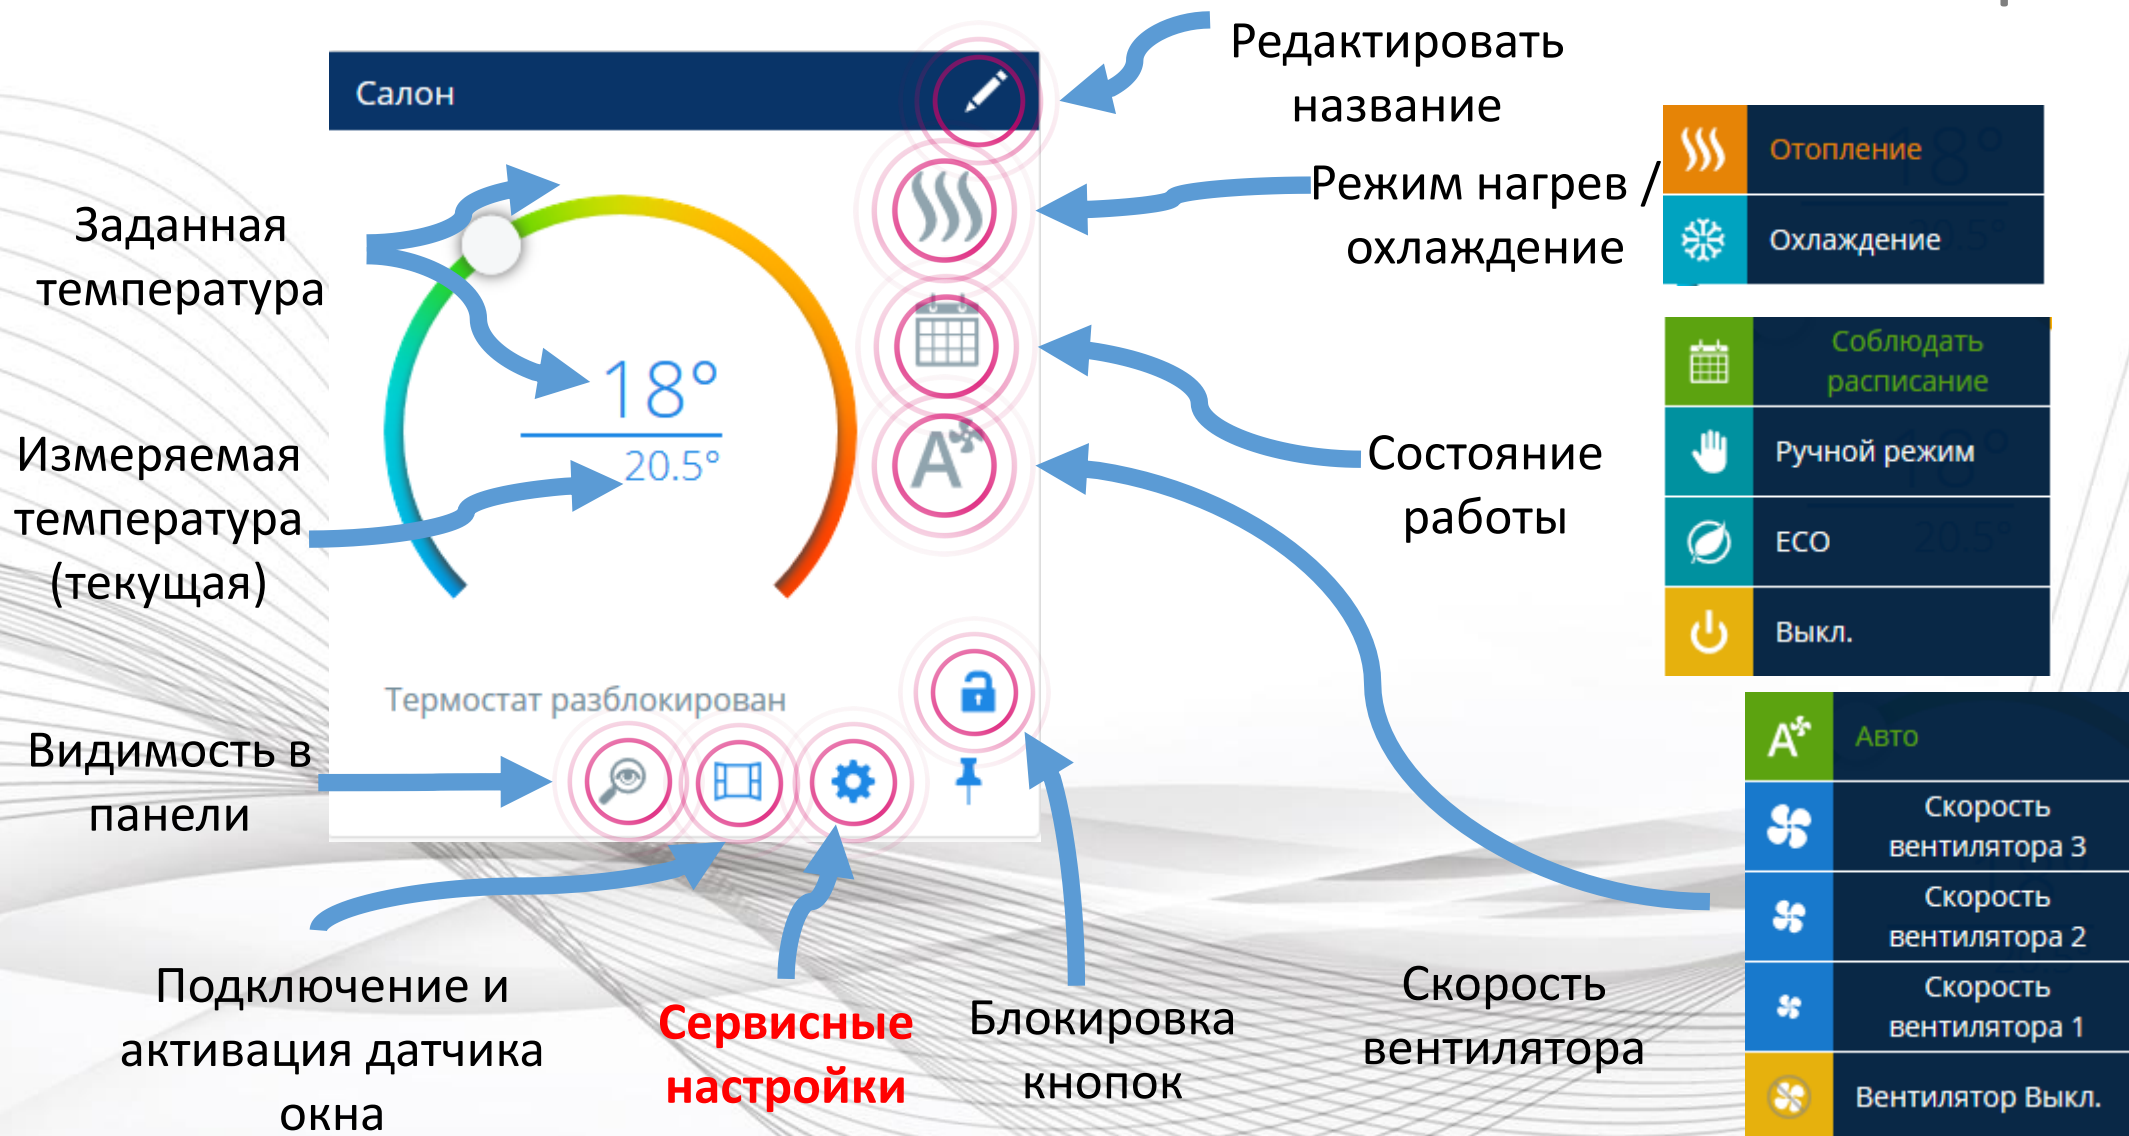 Редактировать
название
Салон
Режим нагрев /
охлаждение
Отопление
Охлаждение
Заданная
температура
18°
20.5°
Измеряемая
температура
(текущая)
Состояние
работы
Соблюдать
расписание
Ручной режим
ECO
Выкл.
A
Термостат разблокирован
Видимость в
панели
A
Авто
Скорость
вентилятора 3
Скорость
вентилятора 2
Скорость
вентилятора 1
Вентилятор Выкл.
Подключение и
активация датчика
окна
Сервисные
настройки
Блокировка
кнопок
Скорость
вентилятора